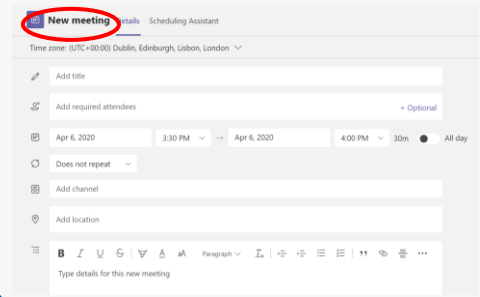 New meeting Details Scheduling Assistant
Time zone: (UTC+00:00) Dublin, Edinburgh, Lisbon, London
Add title
Add required attendees + Optional
Apr 6, 2020 3:30 PM → Apr 6, 2020 4:00 PM 30m All day
Does not repeat
Add channel
Add location
B I U S A AA Paragraph
Type details for this new meeting